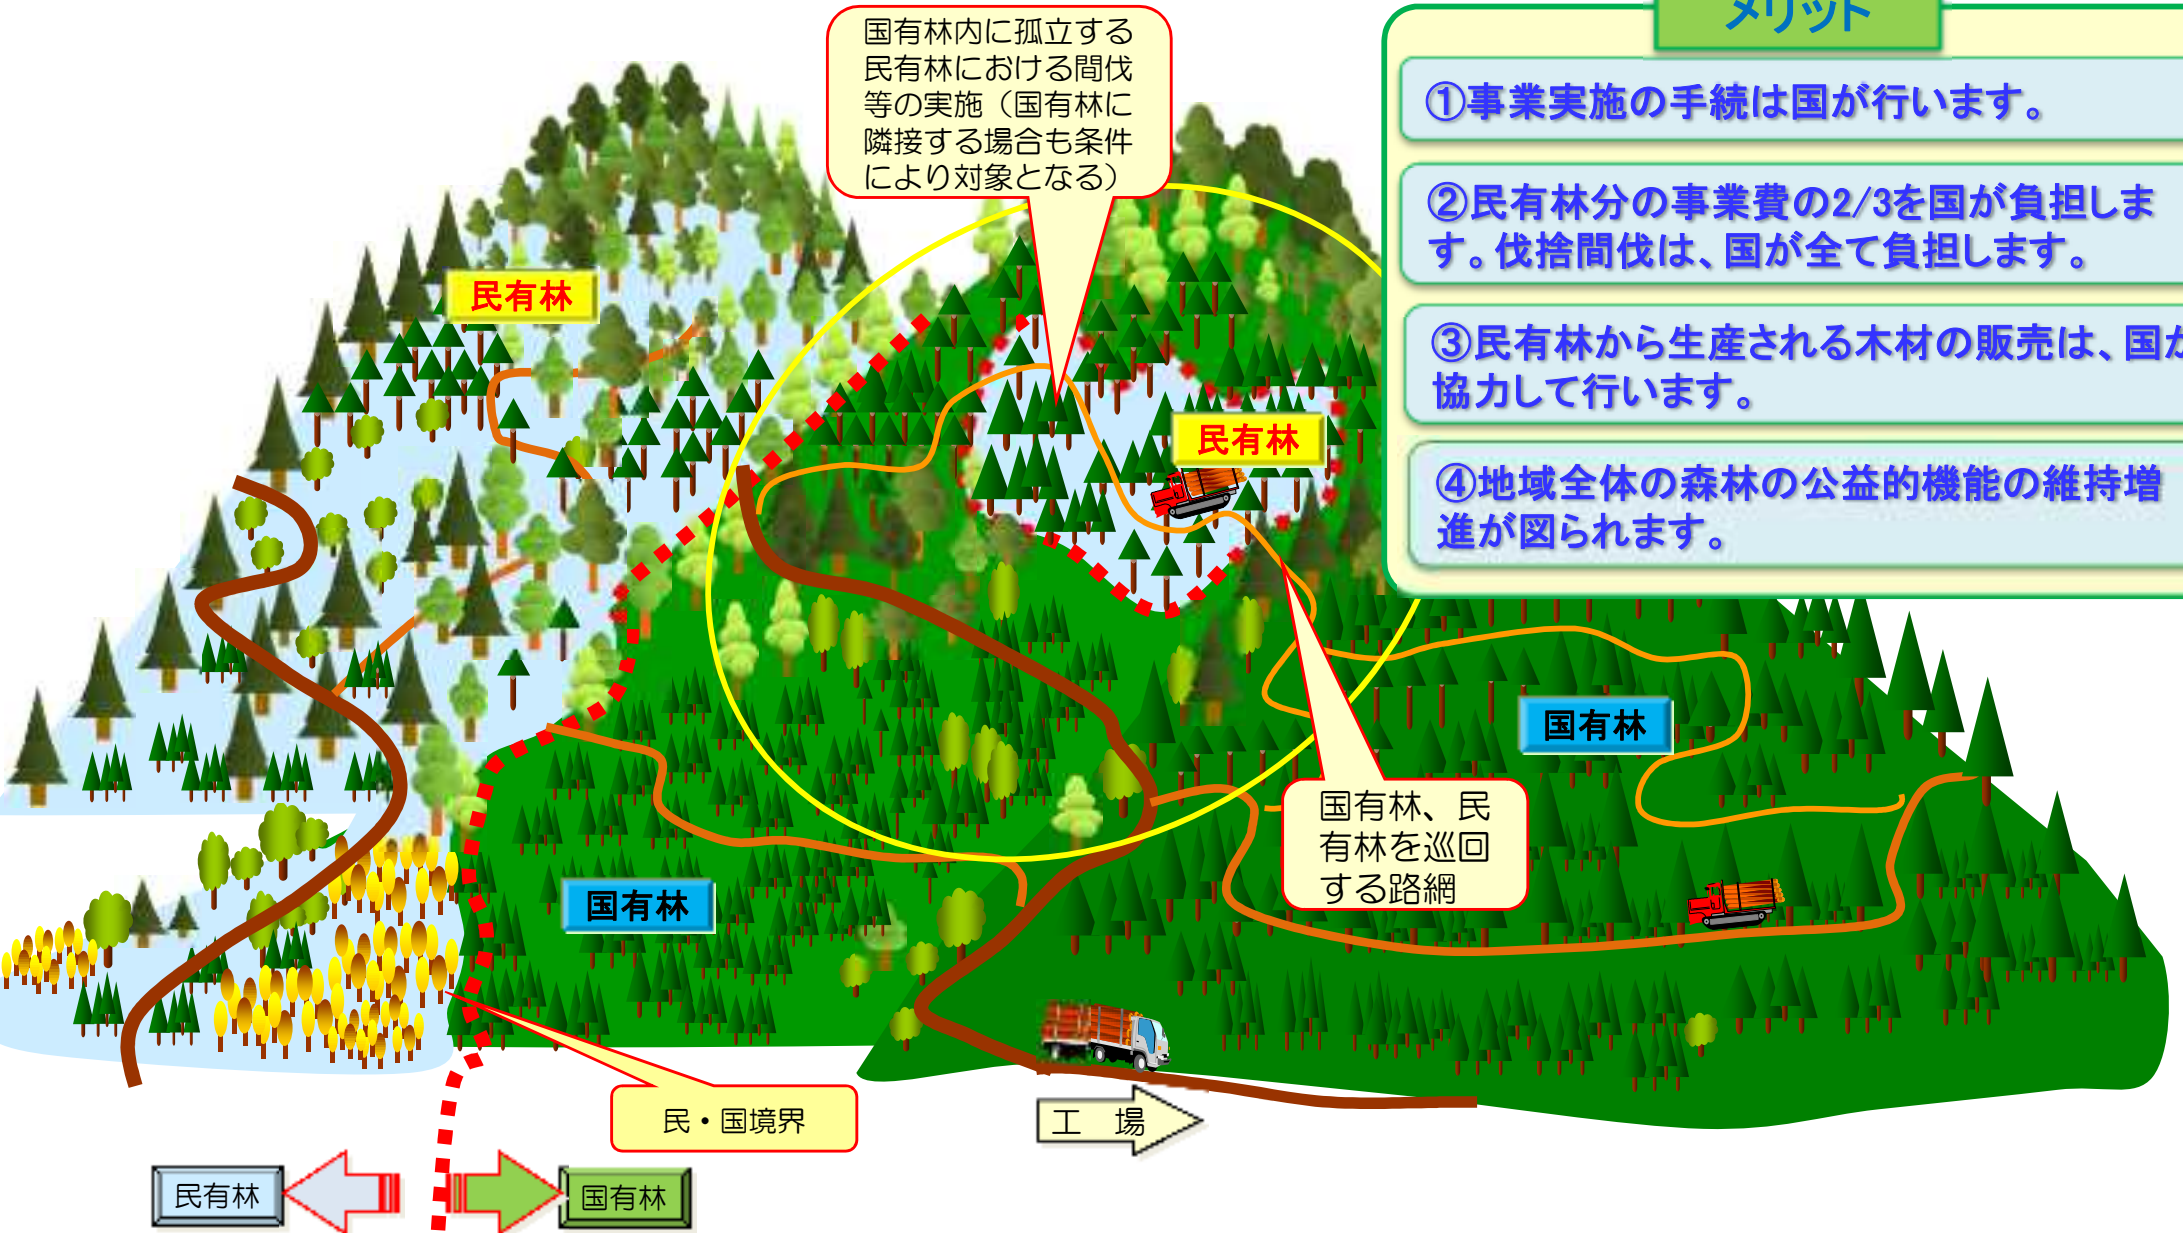 国有林内に孤立する
民有林における間伐
等の実施（国有林に
隣接する場合も条件
により対象となる）
メリット
①事業実施の手続は国が行います。
②民有林分の事業費の2/3を国が負担しま
す。伐捨間伐は、国が全て負担します。
③民有林から生産される木材の販売は、国が
協力して行います。
④地域全体の森林の公益的機能の維持増
進が図られます。
民有林
民有林
国有林
国有林、民
有林を巡回
する路網
国有林
民・国境界
工　場
民有林
国有林